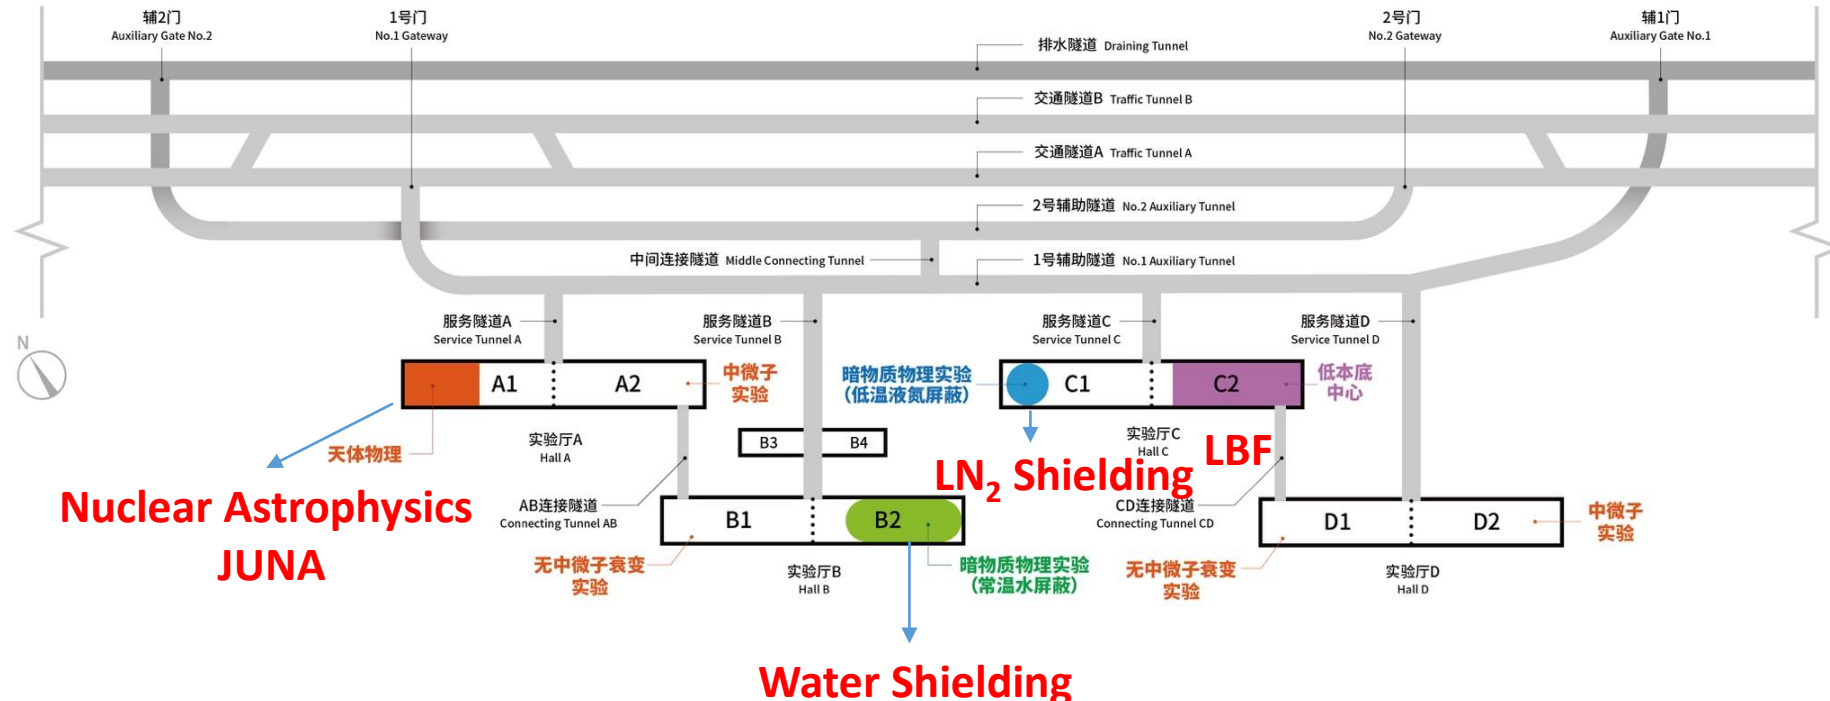 辅2门
Auxiliary Gate No.2
1号门
No.1 Gateway
2号门
No.2 Gateway
辅1门
Auxiliary Gate No.1
排水隧道 Draining Tunnel
交通隧道B Traffic Tunnel B
交通隧道A Traffic Tunnel A
2号辅助隧道 No.2 Auxiliary Tunnel
中间连接隧道 Middle Connecting Tunnel
1号辅助隧道 No.1 Auxiliary Tunnel
N
服务隧道A
Service Tunnel A
服务隧道B
Service Tunnel B
服务隧道C
Service Tunnel C
服务隧道D
Service Tunnel D
A1
A2
中微子
实验
暗物质物理实验
（低温液氮屏蔽）
C1
C2
低本底
中心
天体物理
实验厅A
Hall A
B3
B4
实验厅C
Hall C
LBF
LN₂ Shielding
Nuclear Astrophysics
JUNA
AB连接隧道
Connecting Tunnel AB
B1
B2
CD连接隧道
Connecting Tunnel CD
D1
D2
中微子
实验
无中微子衰变
实验
实验厅B
Hall B
暗物质物理实验
（常温水屏蔽）
无中微子衰变
实验
实验厅D
Hall D
Water Shielding